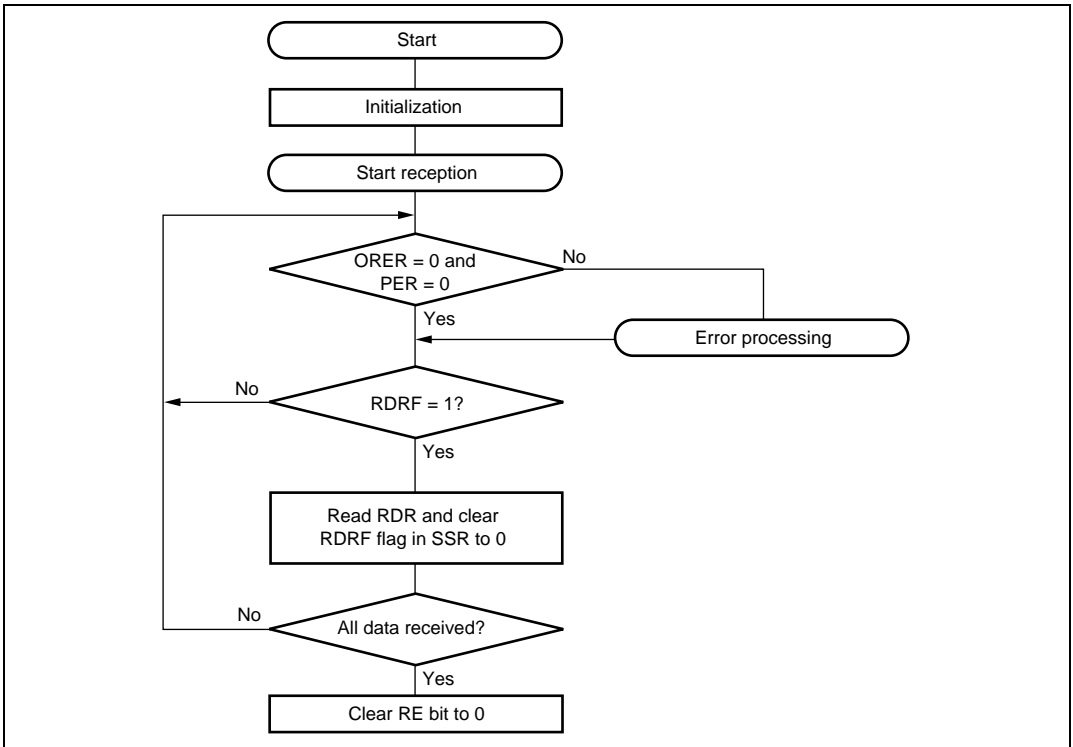 Start
Initialization
Start reception
ORER = 0 and
PER = 0
No
Yes
Error processing
No
RDRF = 1?
Yes
Read RDR and clear
RDRF flag in SSR to 0
No
All data received?
Yes
Clear RE bit to 0